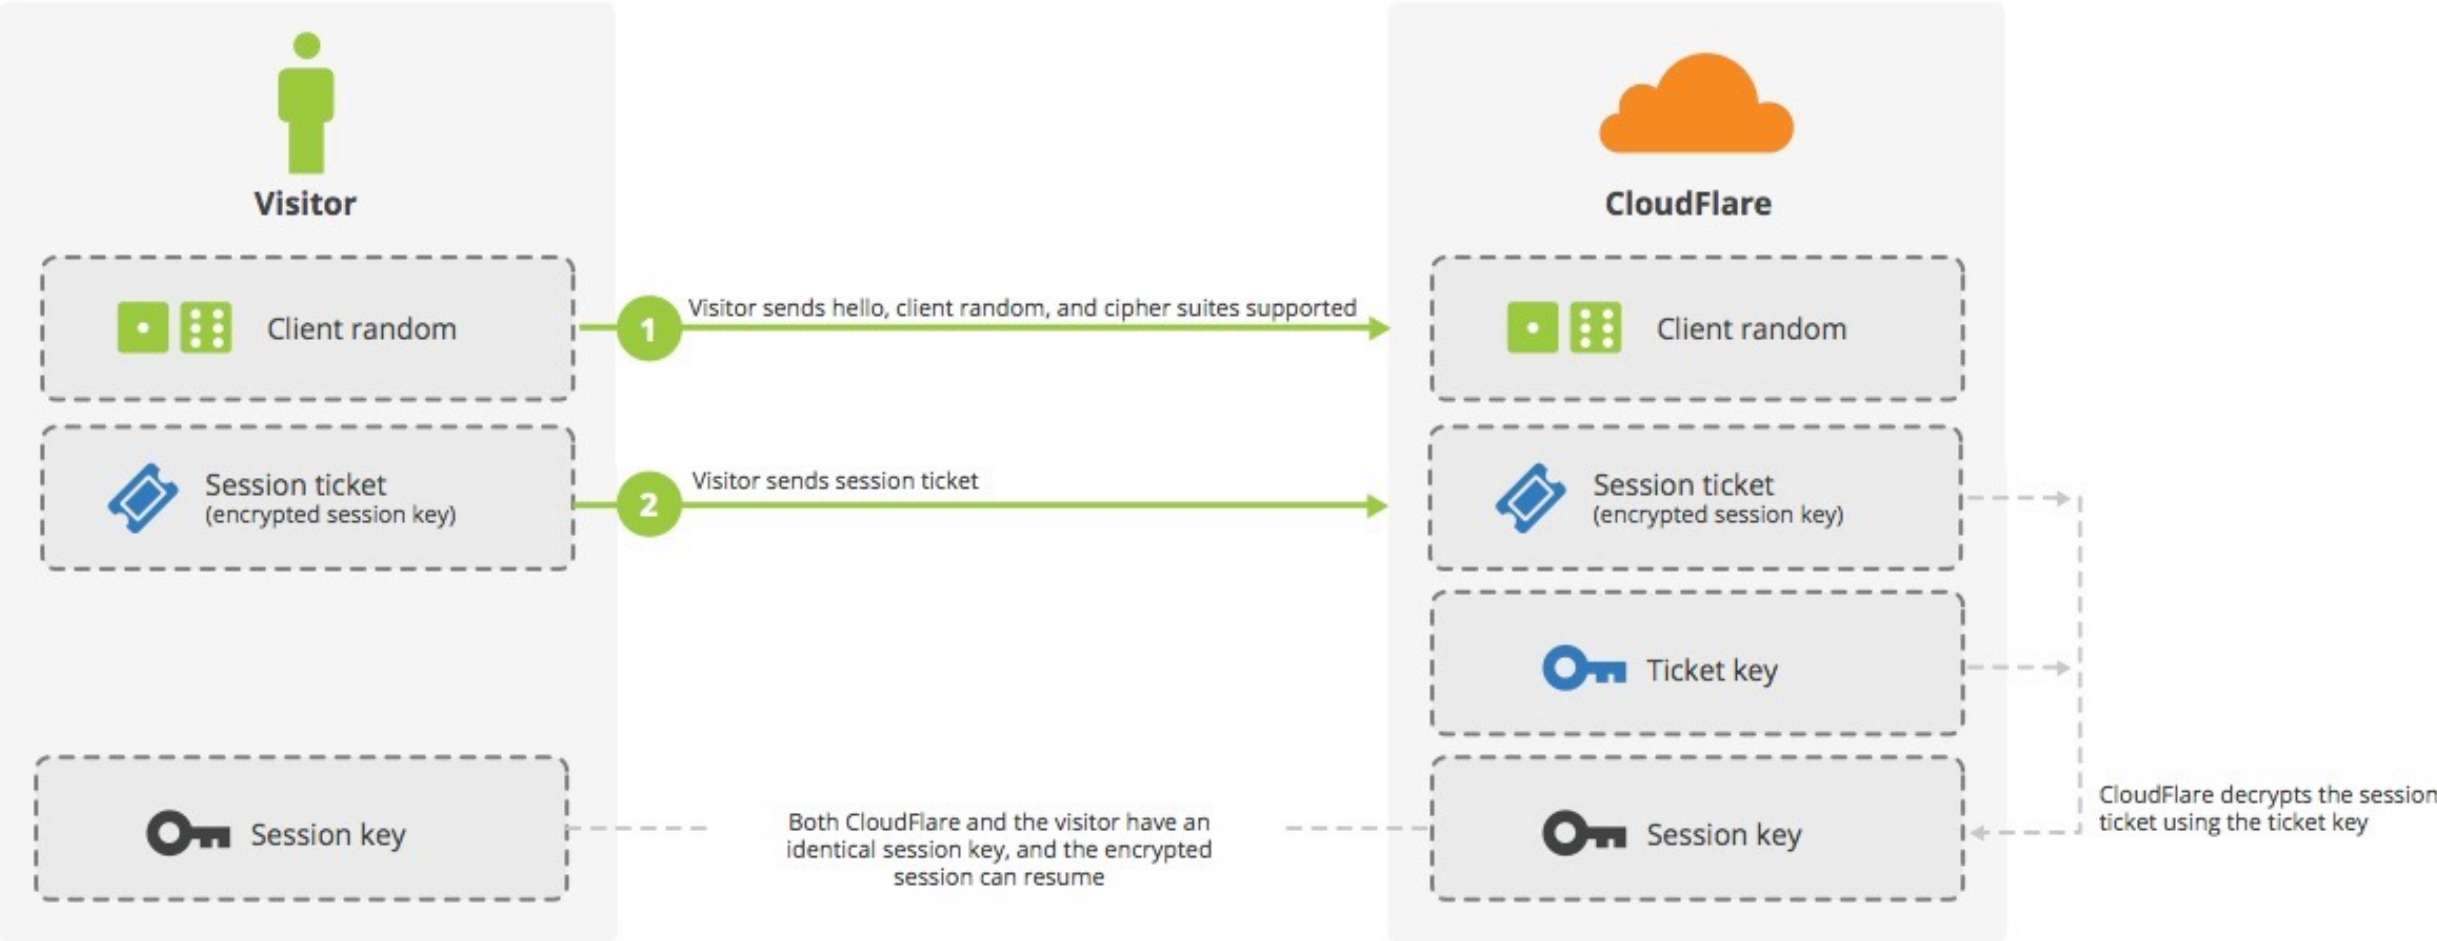 Visitor
CloudFlare
Client random
1
Visitor sends hello, client random, and cipher suites supported
Client random
Session ticket
(encrypted session key)
2
Visitor sends session ticket
Session ticket
(encrypted session key)
Ticket key
Session key
Both CloudFlare and the visitor have an
identical session key, and the encrypted
session can resume
Session key
CloudFlare decrypts the session
ticket using the ticket key